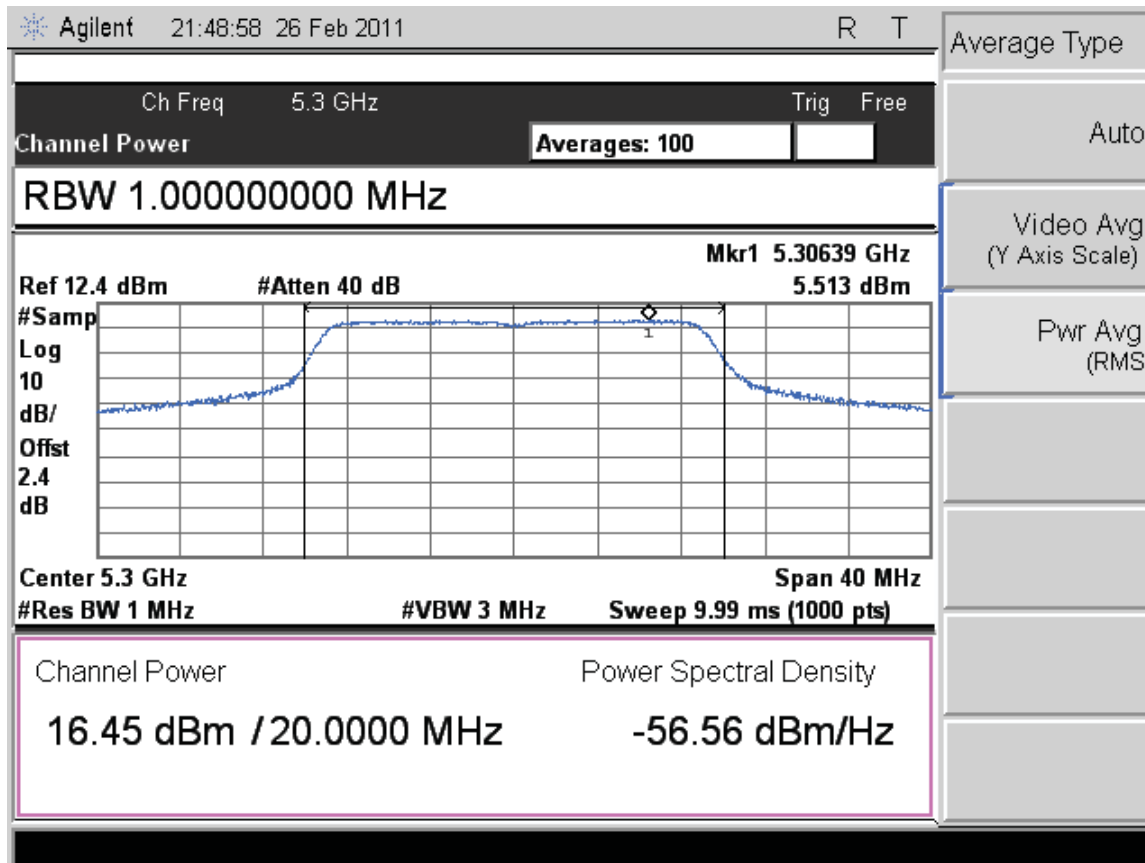 Agilent 21:48:58 26 Feb 2011 R T
Average Type
Ch Freq 5.3 GHz Trig Free
Channel Power Averages: 100
Auto
RBW 1.000000000 MHz
Video Avg
(Y Axis Scale)
Mkr1 5.30639 GHz
Ref 12.4 dBm #Atten 40 dB 5.513 dBm
#Samp
Log
10
dB/
Offst
2.4
dB
1
Pwr Avg
(RMS
Center 5.3 GHz Span 40 MHz
#Res BW 1 MHz #VBW 3 MHz Sweep 9.99 ms (1000 pts)
Channel Power Power Spectral Density
16.45 dBm / 20.0000 MHz -56.56 dBm/Hz